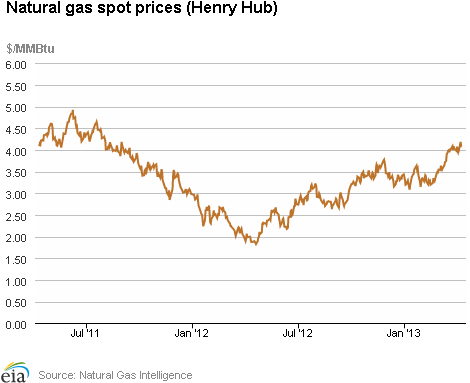 Natural gas spot prices (Henry Hub)
$/MMBtu
6.00
5.50
5.00
4.50
4.00
3.50
3.00
2.50
2.00
1.50
1.00
0.50
0.00
Jul '11
Jan '12
Jul '12
Jan '13
eia
Source: Natural Gas Intelligence